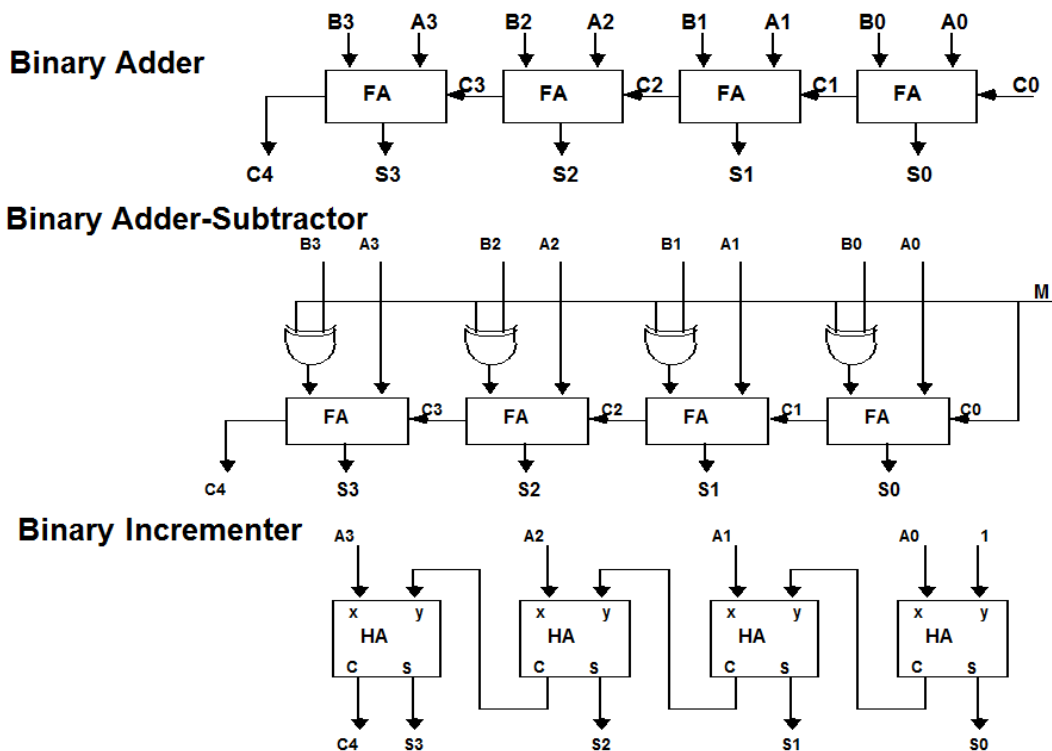 B3 A3 B2 A2 B1 A1 B0 A0
Binary Adder
FA C3 FA C2 FA C1 FA C0
C4 S3 S2 S1 S0
Binary Adder-Subtractor
B3 A3 B2 A2 B1 A1 B0 A0
M
FA C3 FA C2 FA C1 FA C0
C4 S3 S2 S1 S0
Binary Incrementer
A3 A2 A1 A0 1
x y x y x y x y
HA HA HA HA
C S C S C S C S
C4 S3 S2 S1 S0